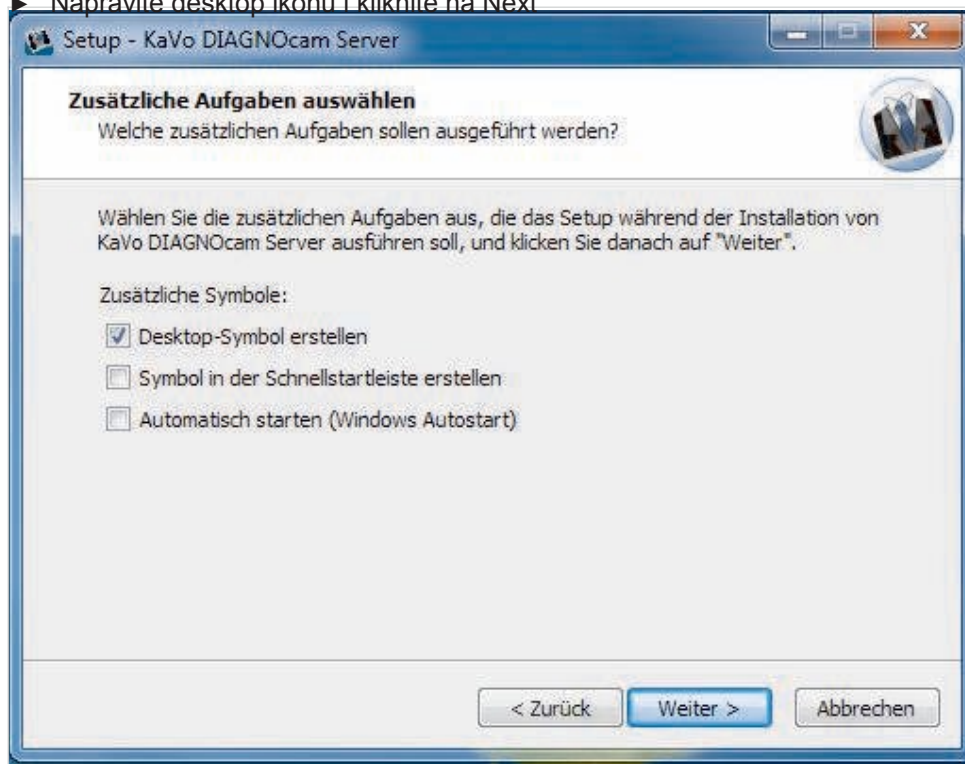 ► Napravite desktop ikonu i kliknite na Next
Setup - KaVo DIAGNOcam Server
Zusätzliche Aufgaben auswählen
Welche zusätzlichen Aufgaben sollen ausgeführt werden?
Wählen Sie die zusätzlichen Aufgaben aus, die das Setup während der Installation von
KaVo DIAGNOcam Server ausführen soll, und klicken Sie danach auf "Weiter".
Zusätzliche Symbole:
Desktop-Symbol erstellen
Symbol in der Schnellstartleiste erstellen
Automatisch starten (Windows Autostart)
< Zurück Weiter > Abbrechen